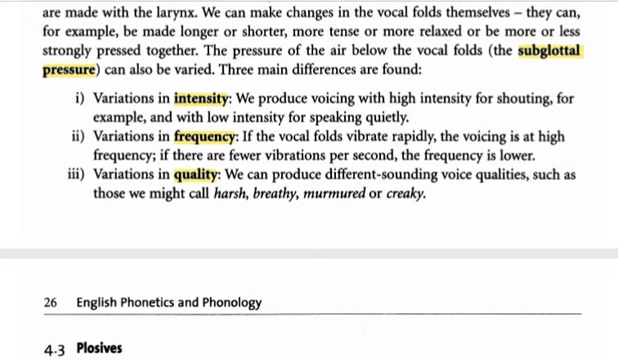 are made with the larynx. We can make changes in the vocal folds themselves – they can,
for example, be made longer or shorter, more tense or more relaxed or be more or less
strongly pressed together. The pressure of the air below the vocal folds (the subglottal
pressure) can also be varied. Three main differences are found:
i) Variations in intensity: We produce voicing with high intensity for shouting, for
example, and with low intensity for speaking quietly.
ii) Variations in frequency: If the vocal folds vibrate rapidly, the voicing is at high
frequency; if there are fewer vibrations per second, the frequency is lower.
iii) Variations in quality: We can produce different-sounding voice qualities, such as
those we might call harsh, breathy, murmured or creaky.
26 English Phonetics and Phonology
4.3 Plosives